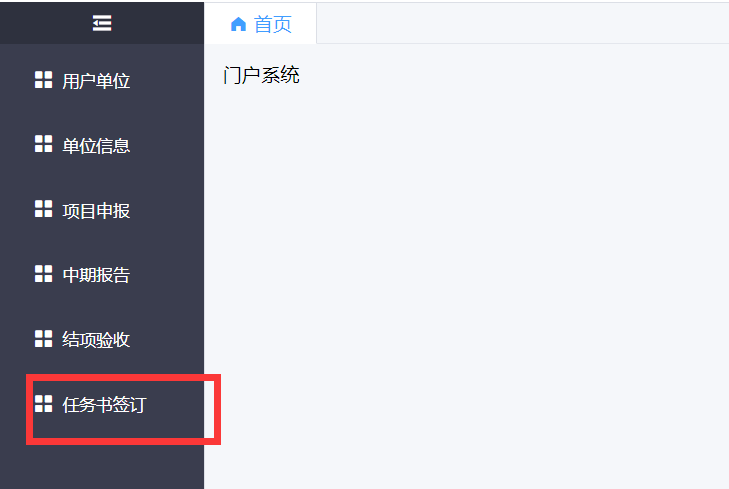 首页
门户系统
用户单位
单位信息
项目申报
中期报告
结项验收
任务书签订